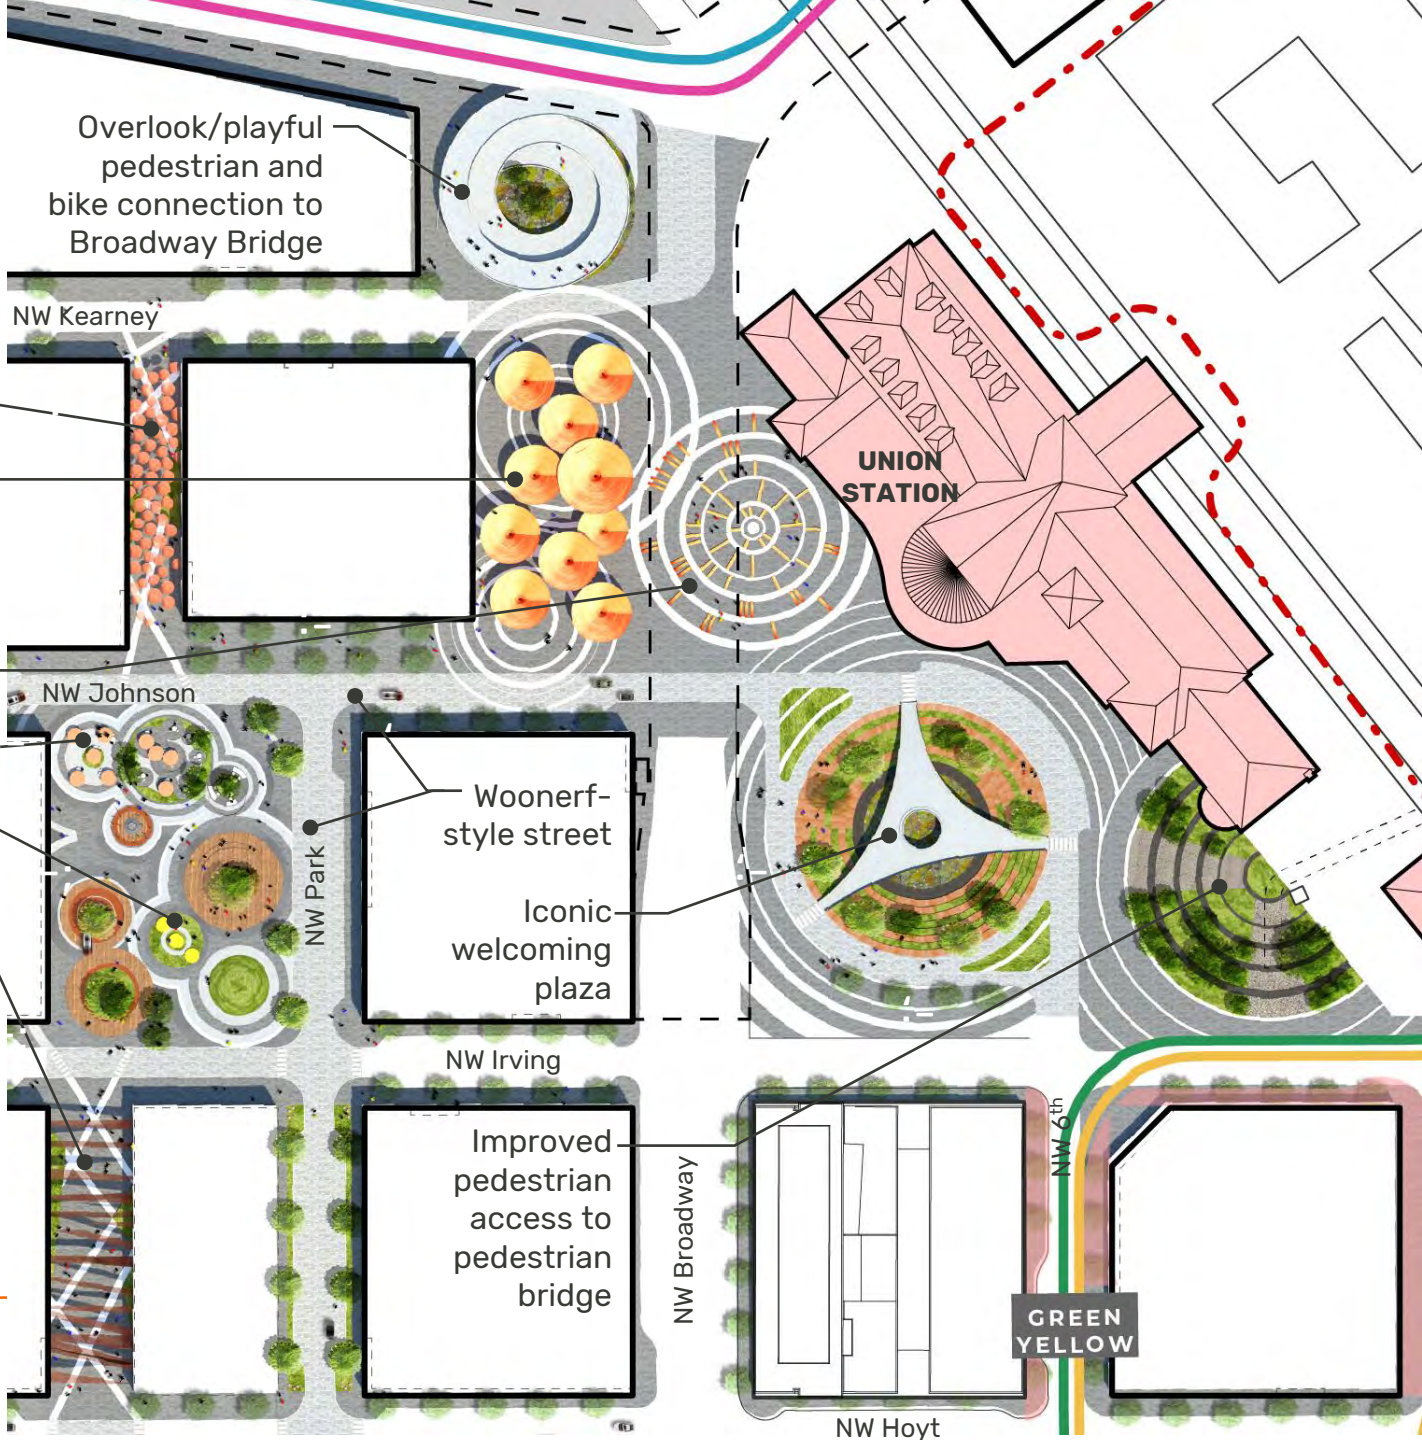 Overlook/playful
pedestrian and
bike connection to
Broadway Bridge
NW Kearney
UNION
STATION
NW Johnson
Woonerf-
style street
NW Park
Iconic
welcoming
plaza
NW Irving
NW 6th
Improved
pedestrian
access to
pedestrian
bridge
NW Broadway
GREEN
YELLOW
NW Hoyt